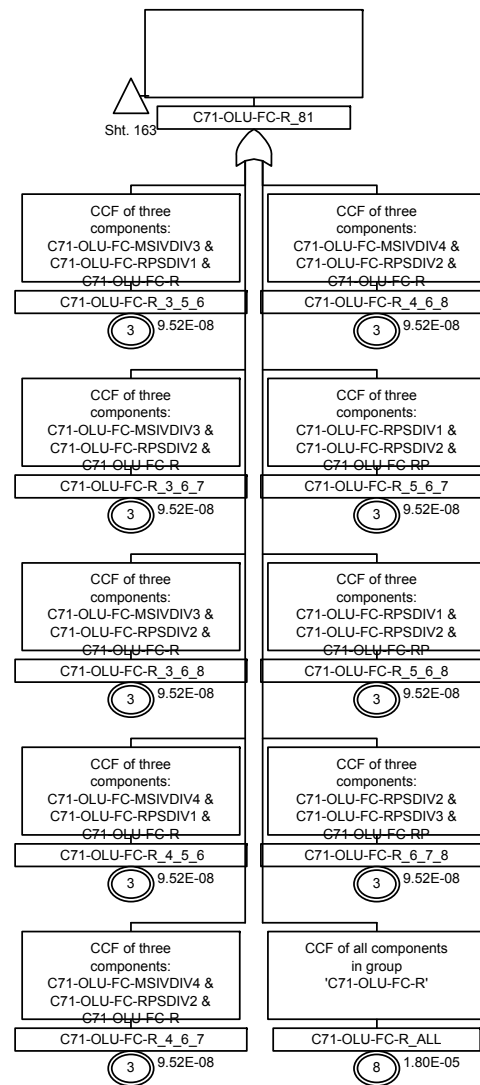 Sht. 163
C71-OLU-FC-R_81
CCF of three
components:
C71-OLU-FC-MSIVDIV3 &
C71-OLU-FC-RPSDIV1 &
C71-OLU-FC-R
C71-OLU-FC-R_3_5_6
3
9.52E-08
CCF of three
components:
C71-OLU-FC-MSIVDIV4 &
C71-OLU-FC-RPSDIV2 &
C71-OLU-FC-R
C71-OLU-FC-R_4_6_8
3
9.52E-08
CCF of three
components:
C71-OLU-FC-MSIVDIV3 &
C71-OLU-FC-RPSDIV2 &
C71-OLU-FC-R
C71-OLU-FC-R_3_6_7
3
9.52E-08
CCF of three
components:
C71-OLU-FC-RPSDIV1 &
C71-OLU-FC-RPSDIV2 &
C71-OLU-FC-RP
C71-OLU-FC-R_5_6_7
3
9.52E-08
CCF of three
components:
C71-OLU-FC-MSIVDIV3 &
C71-OLU-FC-RPSDIV2 &
C71-OLU-FC-R
C71-OLU-FC-R_3_6_8
3
9.52E-08
CCF of three
components:
C71-OLU-FC-RPSDIV1 &
C71-OLU-FC-RPSDIV2 &
C71-OLU-FC-RP
C71-OLU-FC-R_5_6_8
3
9.52E-08
CCF of three
components:
C71-OLU-FC-MSIVDIV4 &
C71-OLU-FC-RPSDIV1 &
C71-OLU-FC-R
C71-OLU-FC-R_4_5_6
3
9.52E-08
CCF of three
components:
C71-OLU-FC-RPSDIV2 &
C71-OLU-FC-RPSDIV3 &
C71-OLU-FC-RP
C71-OLU-FC-R_6_7_8
3
9.52E-08
CCF of three
components:
C71-OLU-FC-MSIVDIV4 &
C71-OLU-FC-RPSDIV2 &
C71-OLU-FC-R
C71-OLU-FC-R_4_6_7
3
9.52E-08
CCF of all components
in group
'C71-OLU-FC-R'
C71-OLU-FC-R_ALL
8
1.80E-05